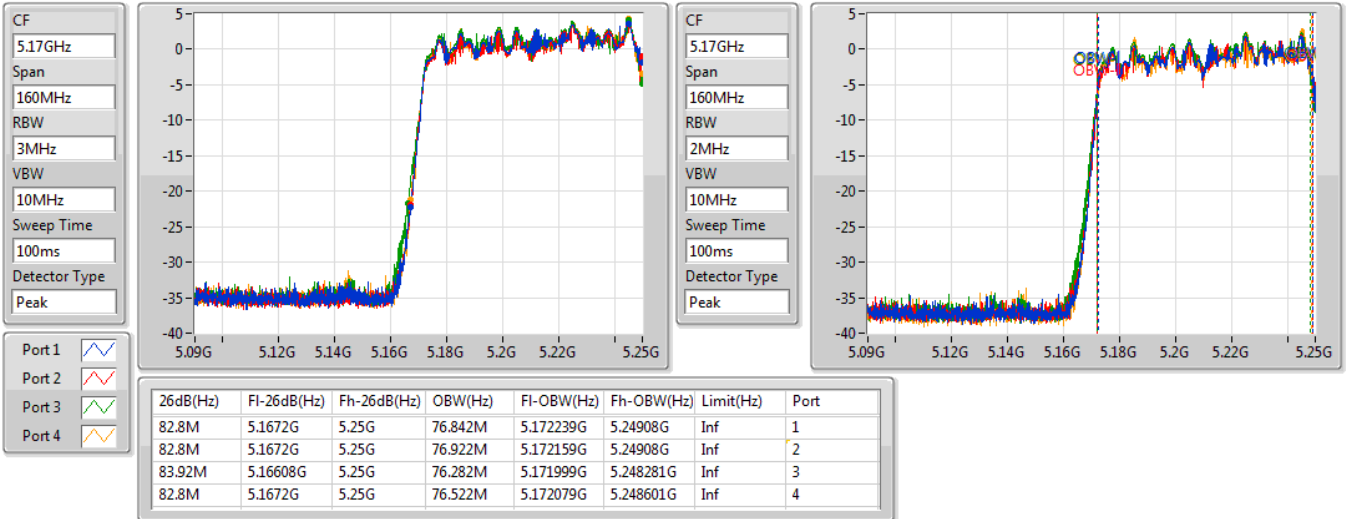 CF
5.17GHz
Span
160MHz
RBW
3MHz
VBW
10MHz
Sweep Time
100ms
Detector Type
Peak
5
0
-5
-10
-15
-20
-25
-30
-35
-40
5.09G 5.12G 5.14G 5.16G 5.18G 5.2G 5.22G 5.25G
CF
5.17GHz
Span
160MHz
RBW
2MHz
VBW
10MHz
Sweep Time
100ms
Detector Type
Peak
5
0
-5
-10
-15
-20
-25
-30
-35
-40
OBW
OBW
OBW
5.09G 5.12G 5.14G 5.16G 5.18G 5.2G 5.22G 5.25G
Port 1
Port 2
Port 3
Port 4
26dB(Hz) Fl-26dB(Hz) Fh-26dB(Hz) OBW(Hz) Fl-OBW(Hz) Fh-OBW(Hz) Limit(Hz) Port
82.8M 5.1672G 5.25G 76.842M 5.172239G 5.24908G Inf 1
82.8M 5.1672G 5.25G 76.922M 5.172159G 5.24908G Inf 2
83.92M 5.16608G 5.25G 76.282M 5.171999G 5.248281G Inf 3
82.8M 5.1672G 5.25G 76.522M 5.172079G 5.248601G Inf 4